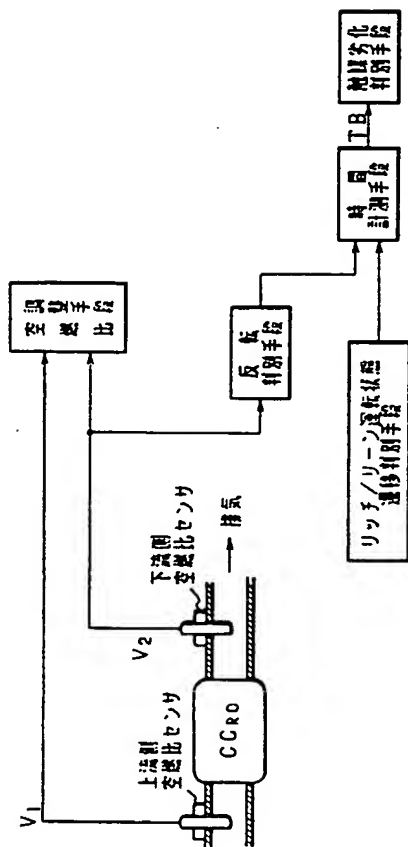 V1
上流側
空燃比センサ
CCRO
V2
下流側
空燃比センサ
排気
空燃比
調整手段
反転
判別手段
リッチ/リーン運転状態
遷移判別手段
時間
計測手段
TB
触媒劣化
判別手段